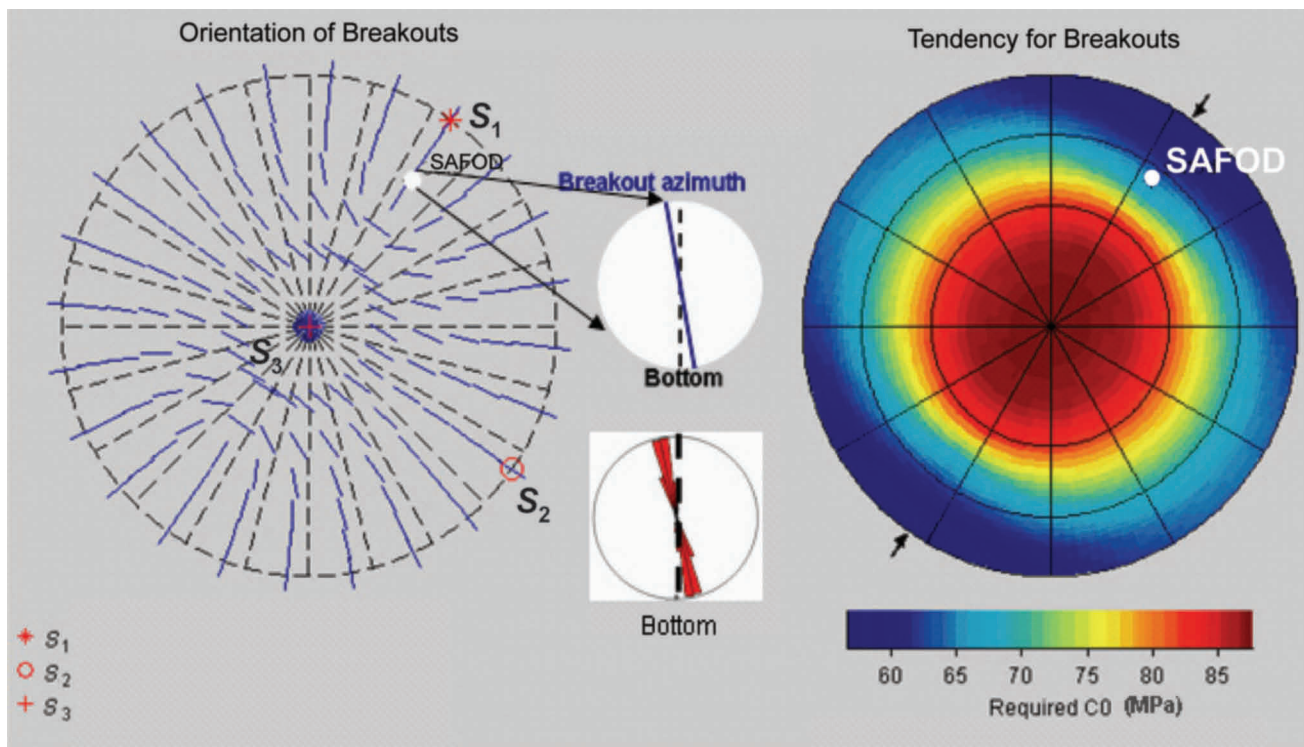 Orientation of Breakouts
S1
SAFOD
Breakout azimuth
S3
Bottom
S2
Bottom
S1
S2
S3
Tendency for Breakouts
SAFOD
60 65 70 75 80 85
Required C0 (MPa)